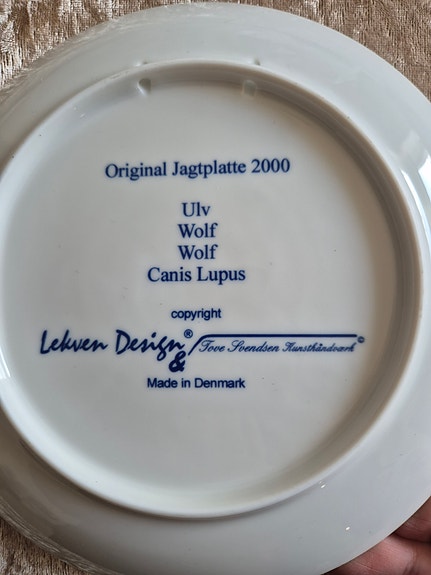 Original Jagtplatte 2000
Ulv
Wolf
Wolf
Canis Lupus
copyright
Lekven Design® & Tove Svendsen Kunsthåndværk©
Made in Denmark